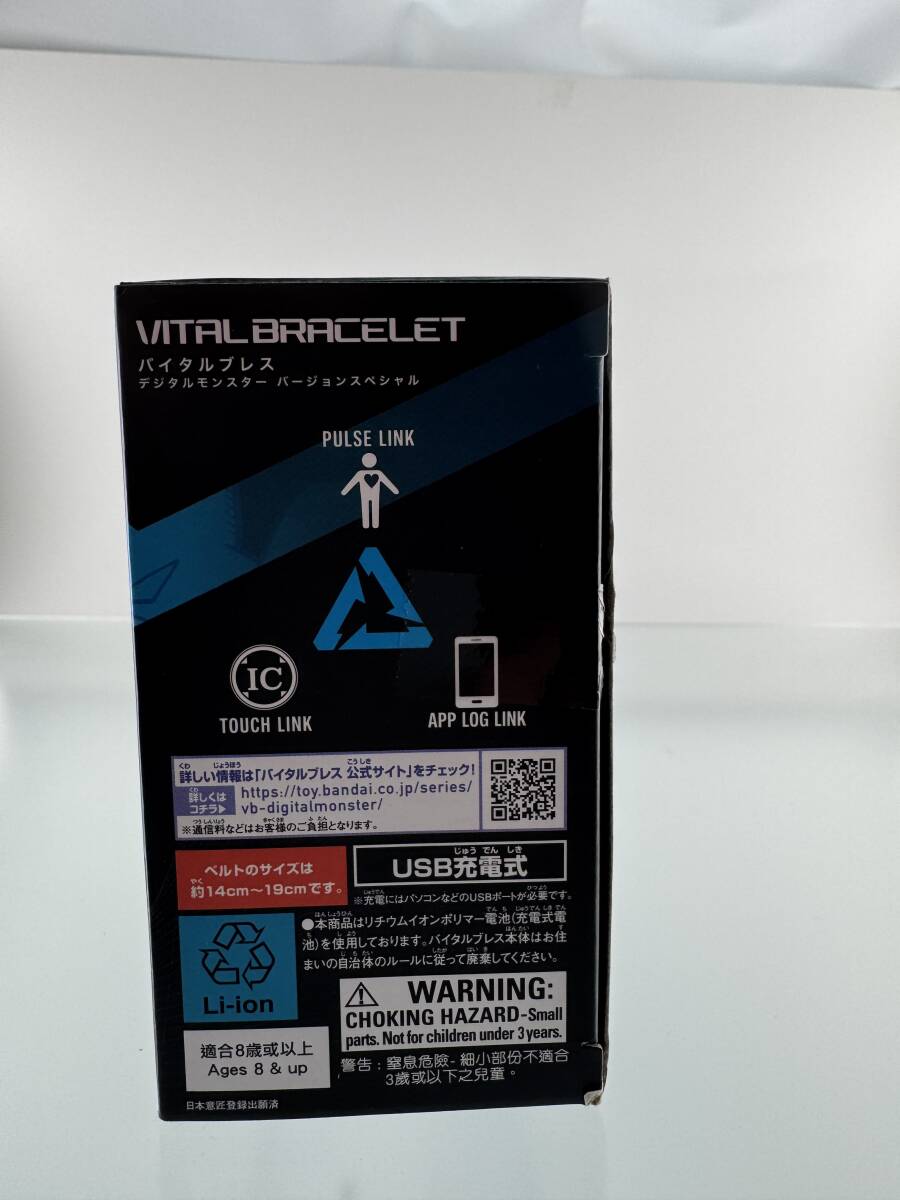 VITALBRACELET
バイタルブレス
デジタルモンスター バージョンスペシャル
PULSE LINK
IC
TOUCH LINK
APP LOG LINK
詳しい情報は「バイタルブレス 公式サイト」をチェック!
詳しくは
コチラ▶
https://toy.bandai.co.jp/series/
vb-digitalmonster/
※通信料などはお客様のご負担となります。
ベルトのサイズは
約14cm～19cmです。
USB充電式
※充電にはパソコンなどのUSBポートが必要です。
●本商品はリチウムイオンポリマー電池(充電式電
池)を使用しております。バイタルブレス本体はお住
まいの自治体のルールに従って廃棄してください。
Li-ion
WARNING:
CHOKING HAZARD-Small
parts. Not for children under 3 years.
適合8歲或以上
Ages 8 & up
警告：窒息危險- 細小部份不適合
3歲或以下之兒童。
日本意匠登録出願済